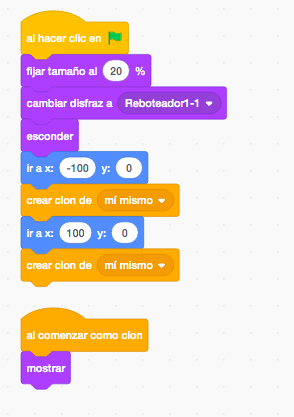 al hacer clic en
fijar tamaño al 20 %
cambiar disfraz a Reboteador1-1
esconder
ir a x: -100 y: 0
crear clon de mí mismo
ir a x: 100 y: 0
crear clon de mí mismo
al comenzar como clon
mostrar